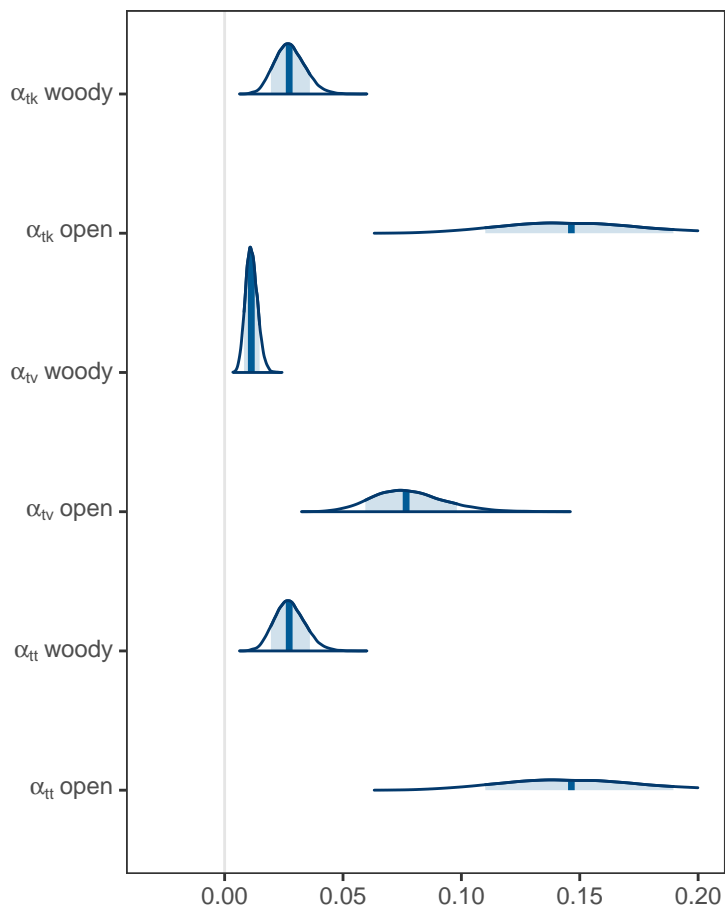 αtk woody
αtk open
αtv woody
αtv open
αtt woody
αtt open
0.00 0.05 0.10 0.15 0.20